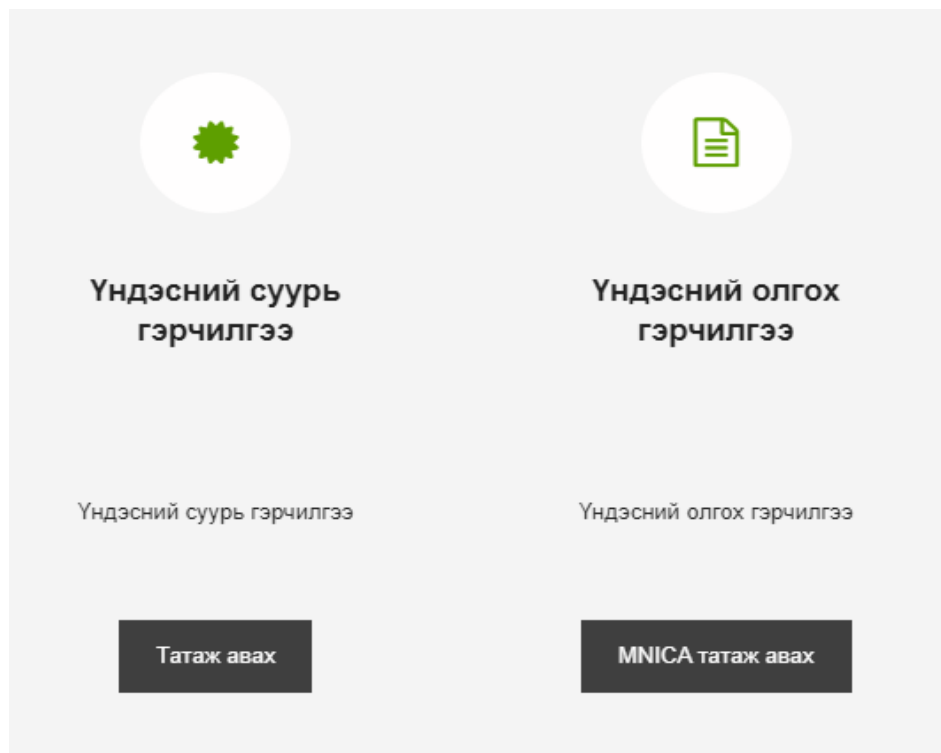 Үндэсний суурь
гэрчилгээ
Үндэсний суурь гэрчилгээ
Татаж авах
Үндэсний олгох
гэрчилгээ
Үндэсний олгох гэрчилгээ
MNICA татаж авах